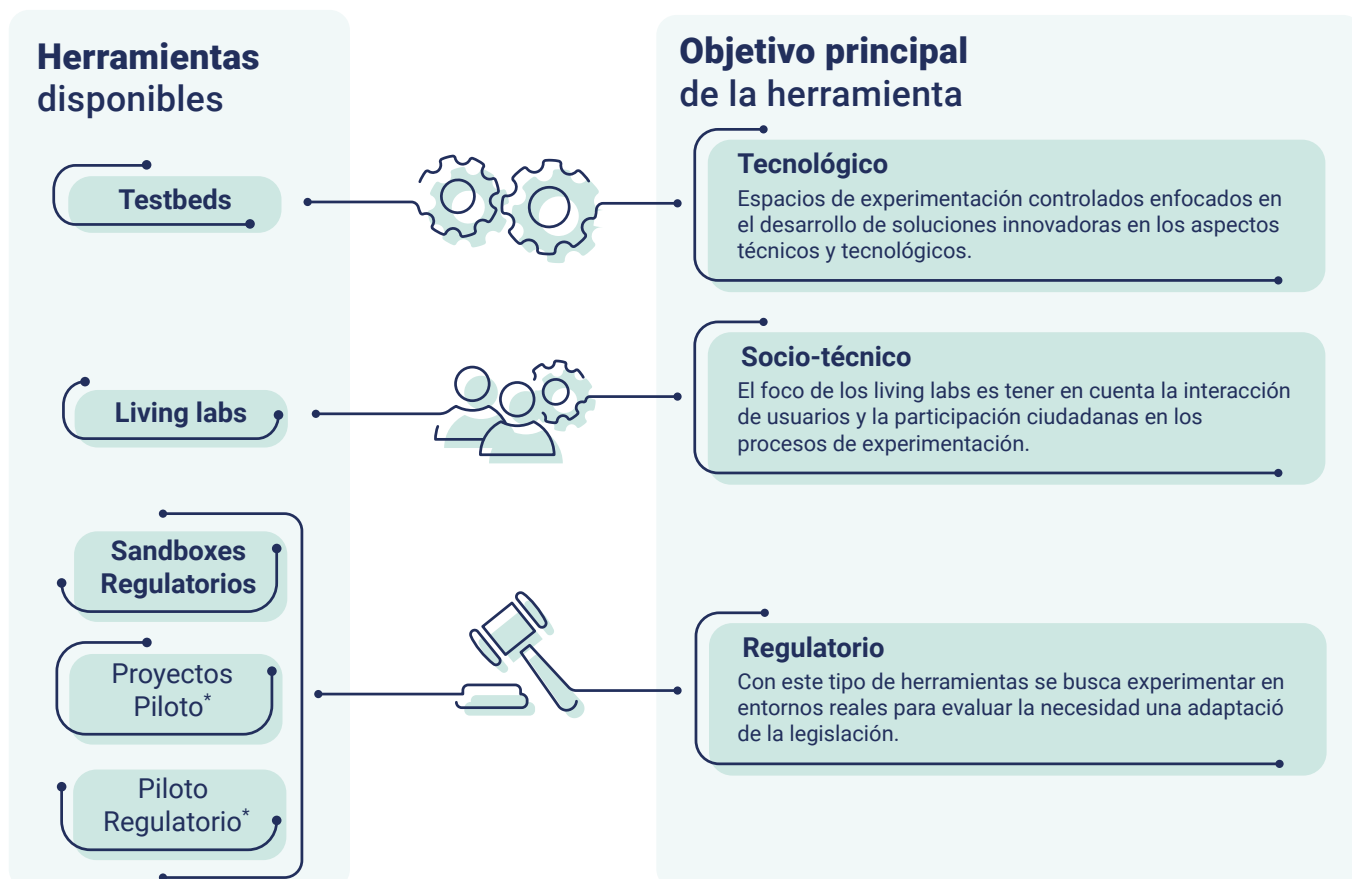 Herramientas
disponibles
Objetivo principal
de la herramienta
Testbeds
Tecnológico
Espacios de experimentación controlados enfocados en
el desarrollo de soluciones innovadoras en los aspectos
técnicos y tecnológicos.
Living labs
Socio-técnico
El foco de los living labs es tener en cuenta la interacción
de usuarios y la participación ciudadanas en los
procesos de experimentación.
Sandboxes
Regulatorios
Proyectos
Piloto*
Piloto
Regulatorio*
Regulatorio
Con este tipo de herramientas se busca experimentar en
entornos reales para evaluar la necesidad una adaptació
de la legislación.